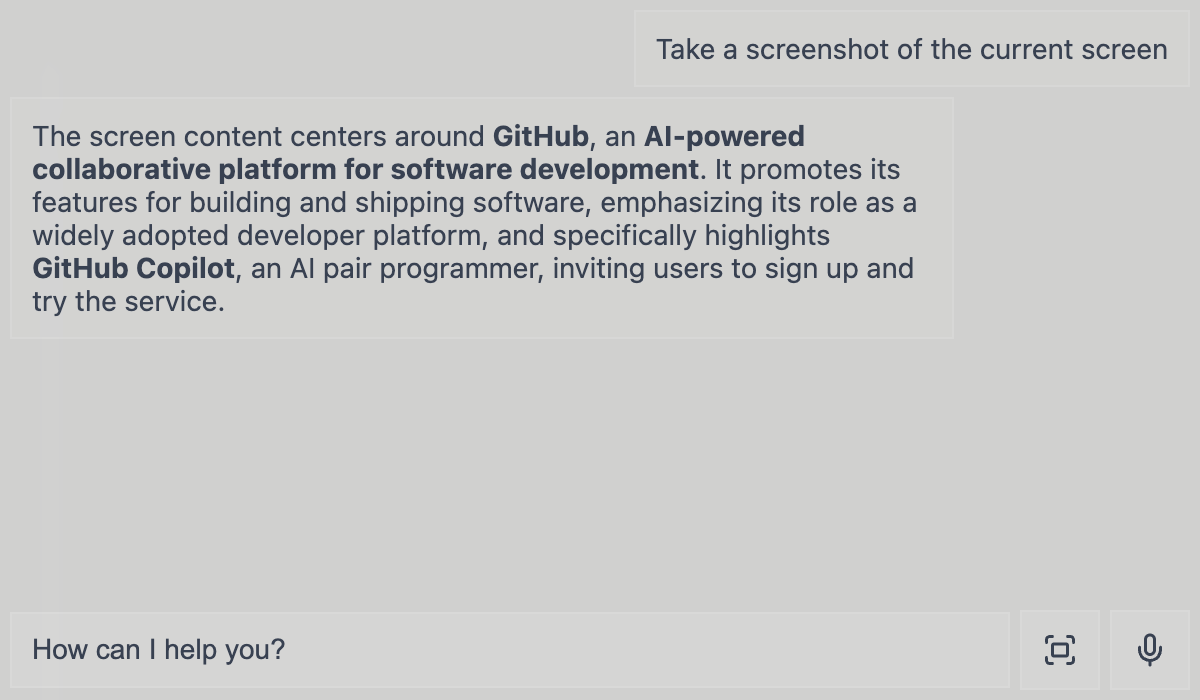 Take a screenshot of the current screen
The screen content centers around GitHub, an AI-powered
collaborative platform for software development. It promotes its
features for building and shipping software, emphasizing its role as a
widely adopted developer platform, and specifically highlights
GitHub Copilot, an AI pair programmer, inviting users to sign up and
try the service.
How can I help you?